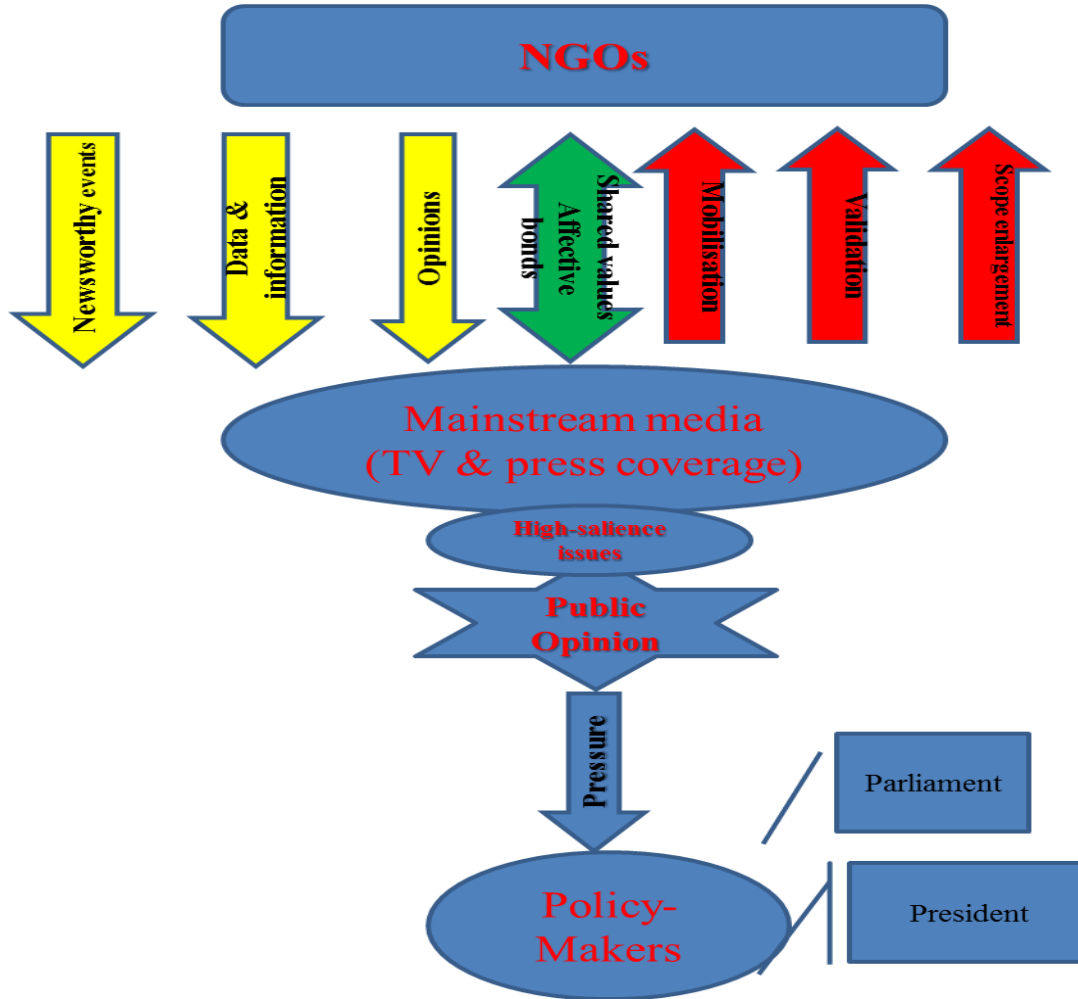 NGOs
Newsworthy events
Data &
information
Opinions
Shared values
Affective
bonds
Mobilisation
Validation
Scope enlargement
Mainstream media
(TV & press coverage)
High-salience
issues
Public
Opinion
Pressure
Parliament
Policy-
Makers
President